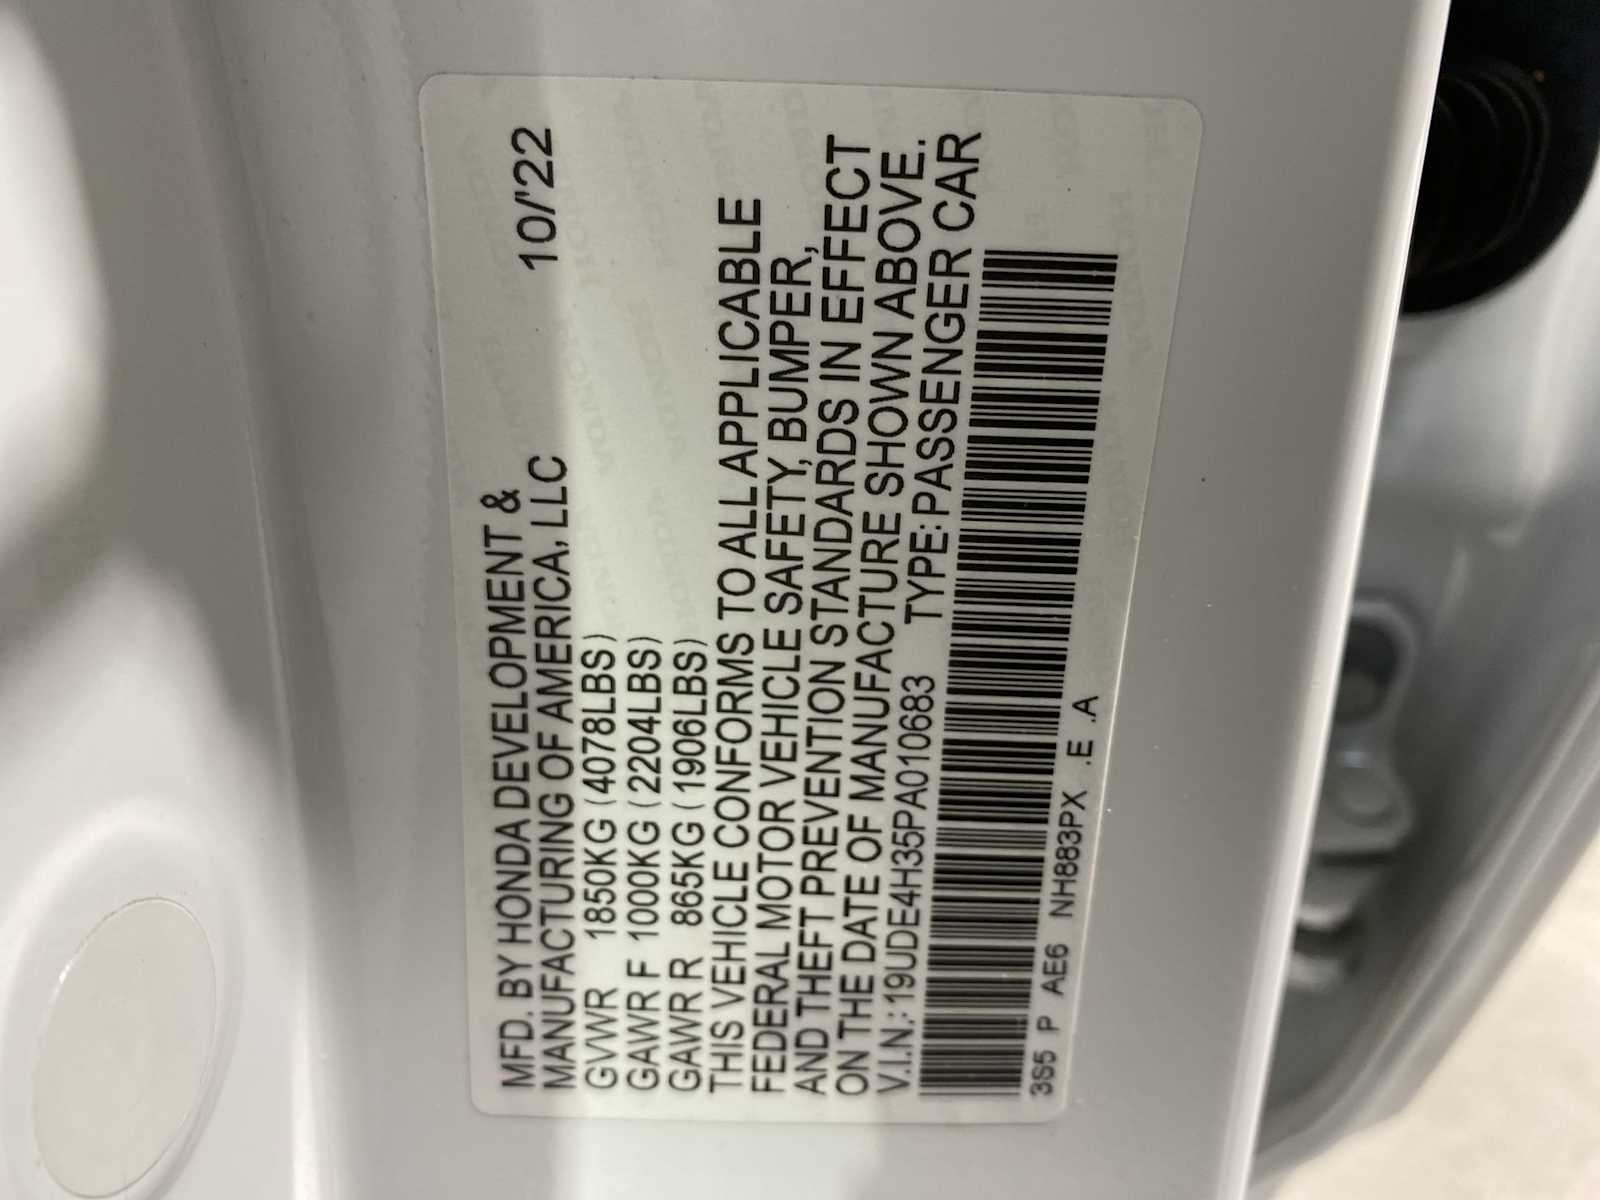 MFD. BY HONDA DEVELOPMENT &
MANUFACTURING OF AMERICA, LLC 10/'22
GVWR 1850KG (4078LBS)
GAWR F 1000KG (2204LBS)
GAWR R 865KG (1906LBS)
THIS VEHICLE CONFORMS TO ALL APPLICABLE
FEDERAL MOTOR VEHICLE SAFETY, BUMPER,
AND THEFT PREVENTION STANDARDS IN EFFECT
ON THE DATE OF MANUFACTURE SHOWN ABOVE.
V.I.N.: 19UDE4H35PA010683 TYPE: PASSENGER CAR
3S5 P AE6 NH883PX .E .A